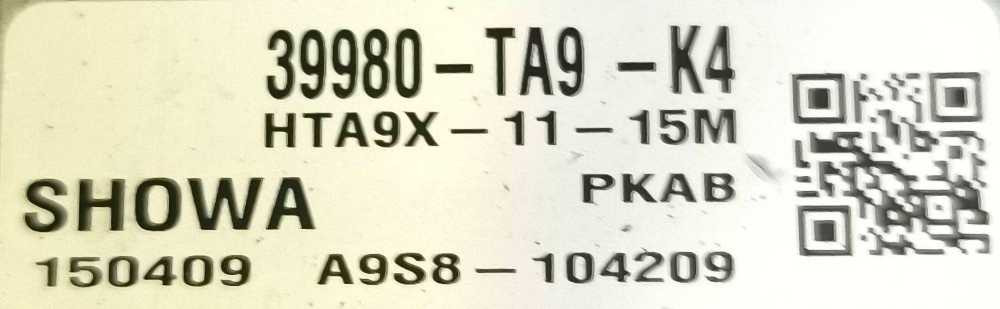 39980-TA9 -K4
HTA9X-11-15M
SHOWA PKAB
150409 A9S8-104209